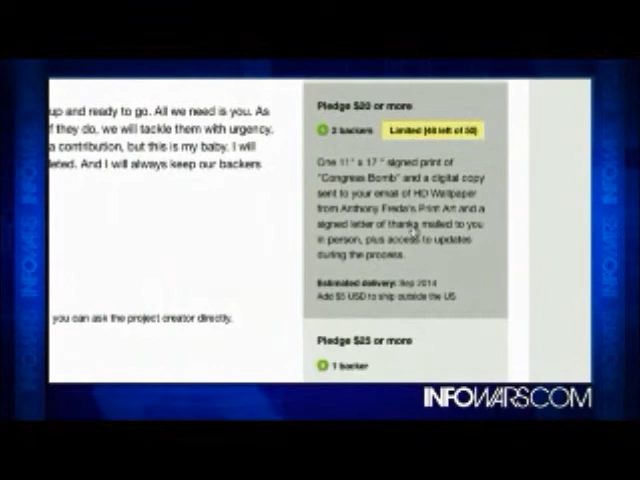 up and ready to go. All we need is you. As
f they do, we will tackle them with urgency.
a contribution, but this is my baby. I will
leted. And I will always keep our backers
you can ask the project creator directly.
Pledge $20 or more
2 backers Limited (48 left of 50)
One 11" x 17" signed print of
"Congress Bomb" and a digital copy
sent to your email of HD Wallpaper
from Anthony Freda's Print Art and a
signed letter of thanks mailed to you
in person, plus access to updates
during the process.
Estimated delivery: Sep 2014
Add $5 USD to ship outside the US
Pledge $25 or more
1 backer
INFOWARS.COM
INFOWARS
INFOWARS